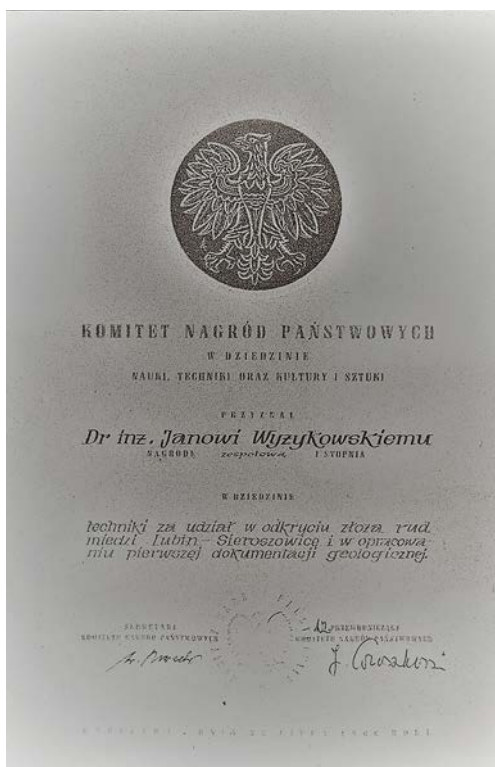 KOMITET NAGRÓD PAŃSTWOWYCH
W DZIEDZINIE
NAUKI, TECHNIKI ORAZ KULTURY I SZTUKI
PRZYZNAŁ
Dr inż. Janowi Wyżykowskiemu
NAGRODĘ zespołową I STOPNIA
W DZIEDZINIE
techniki za udział w odkryciu złoża rud
miedzi Lubin – Sieroszowice i w opracowa-
niu pierwszej dokumentacji geologicznej.
SEKRETARZ PRZEWODNICZĄCY
KOMITETU NAGRÓD PAŃSTWOWYCH KOMITETU NAGRÓD PAŃSTWOWYCH